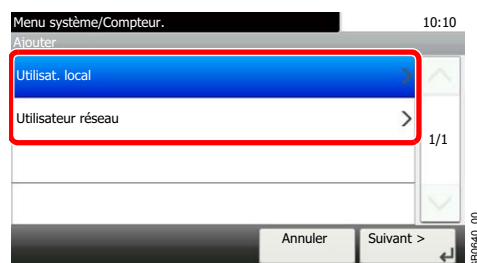 Menu système/Compteur. 10:10
Ajouter
Utilisat. local
Utilisateur réseau
1/1
Annuler Suivant >